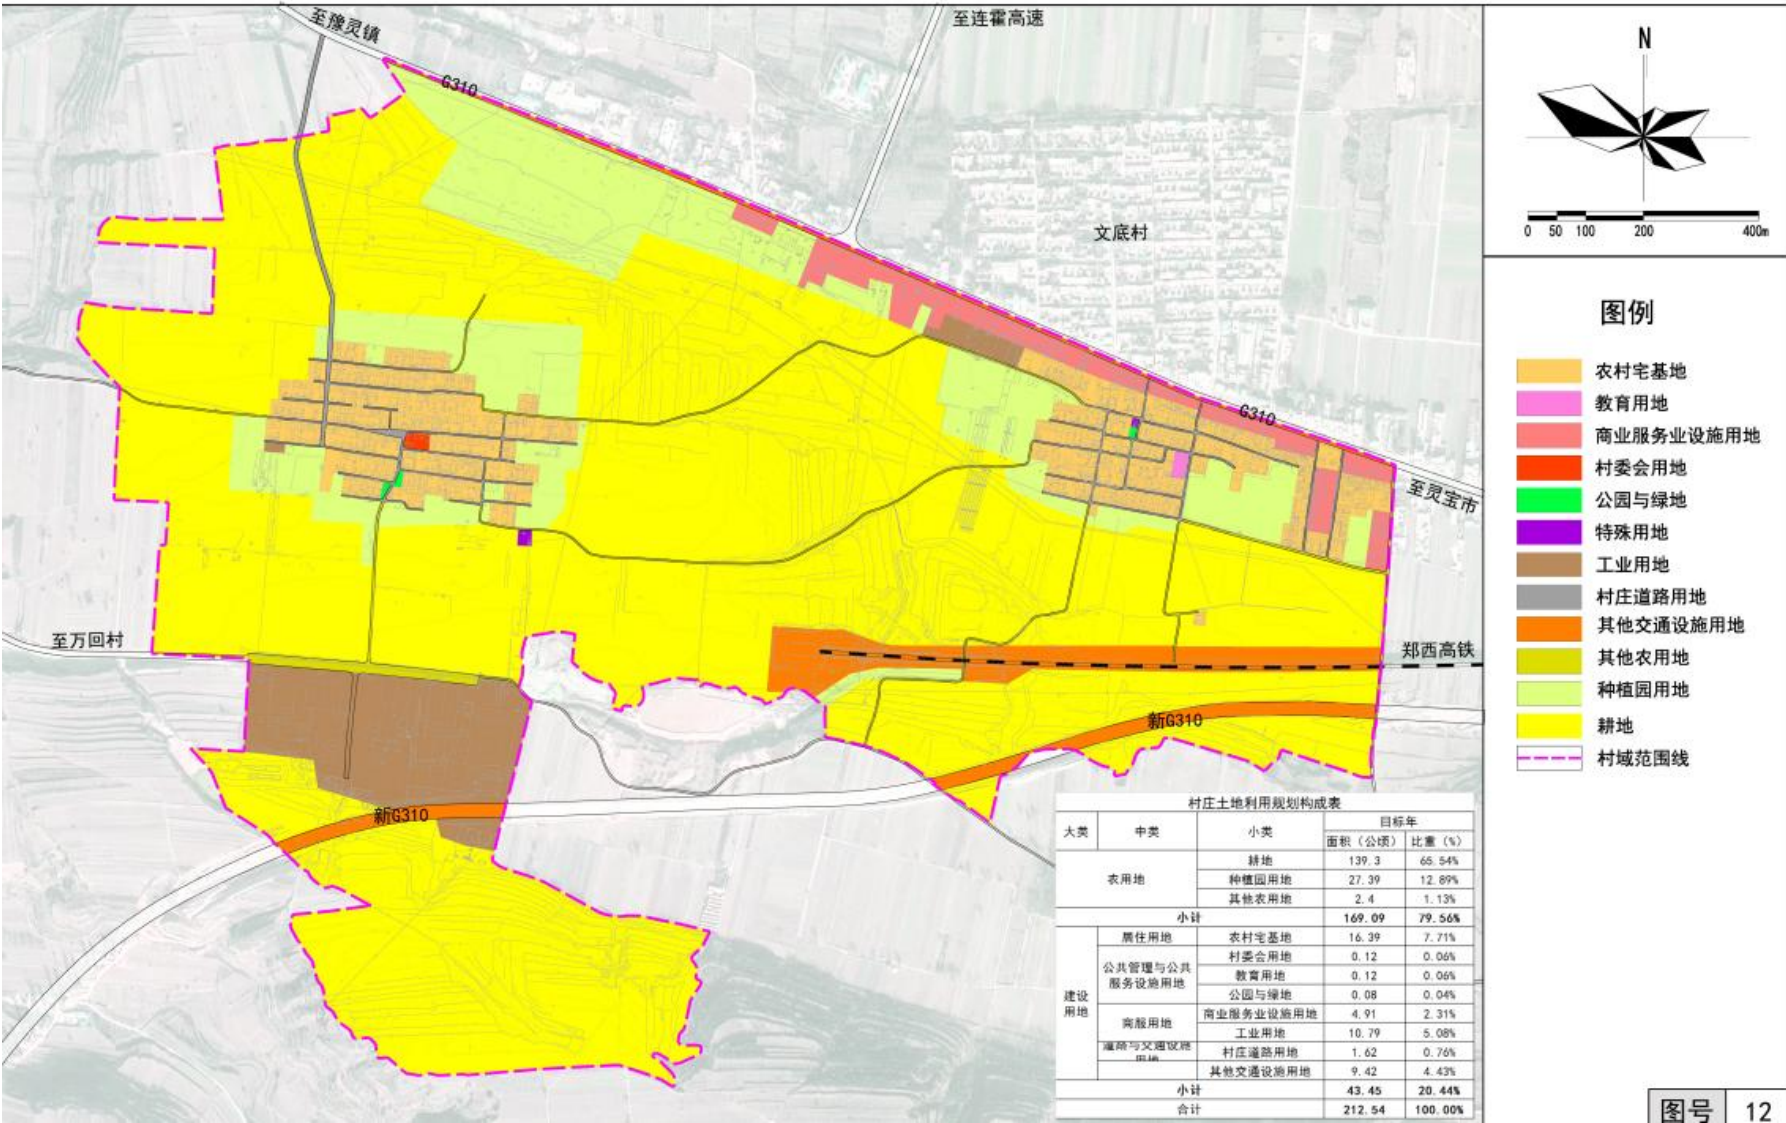 至豫灵镇
至连霍高速
G310
文底村
G310
至灵宝市
至万回村
郑西高铁
新G310
新G310
N
0 50 100 200 400m
图例
农村宅基地
教育用地
商业服务业设施用地
村委会用地
公园与绿地
特殊用地
工业用地
村庄道路用地
其他交通设施用地
其他农用地
种植园用地
耕地
村域范围线
村庄土地利用规划构成表
大类 中类 小类 目标年
面积（公顷） 比重（%）
农用地 耕地 139.3 65.54%
种植园用地 27.39 12.89%
其他农用地 2.4 1.13%
小计 169.09 79.56%
建设用地 居住用地 农村宅基地 16.39 7.71%
公共管理与公共服务设施用地 村委会用地 0.12 0.06%
教育用地 0.12 0.06%
公园与绿地 0.08 0.04%
商服用地 商业服务业设施用地 4.91 2.31%
工业用地 10.79 5.08%
道路与交通设施用地 村庄道路用地 1.62 0.76%
其他交通设施用地 9.42 4.43%
小计 43.45 20.44%
合计 212.54 100.00%
图号 12